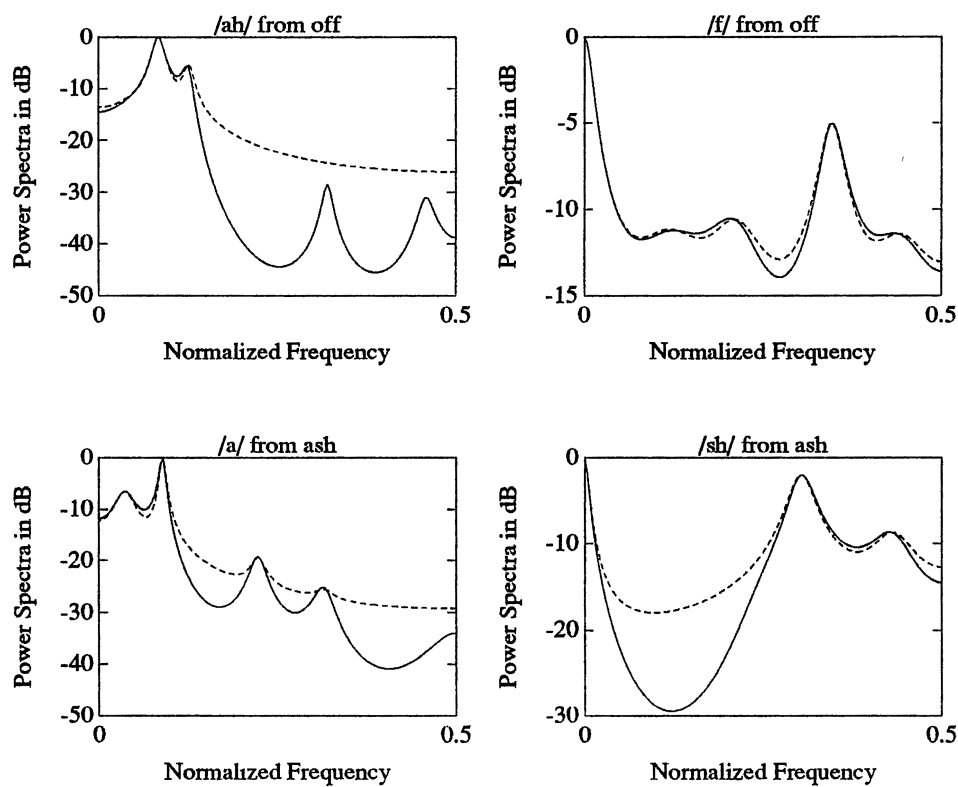 /ah/ from off
Power Spectra in dB
0
-10
-20
-30
-40
-50
0
0.5
Normalized Frequency
/f/ from off
Power Spectra in dB
0
-5
-10
-15
0
0.5
Normalized Frequency
/a/ from ash
Power Spectra in dB
0
-10
-20
-30
-40
-50
0
0.5
Normalized Frequency
/sh/ from ash
Power Spectra in dB
0
-10
-20
-30
0
0.5
Normalized Frequency